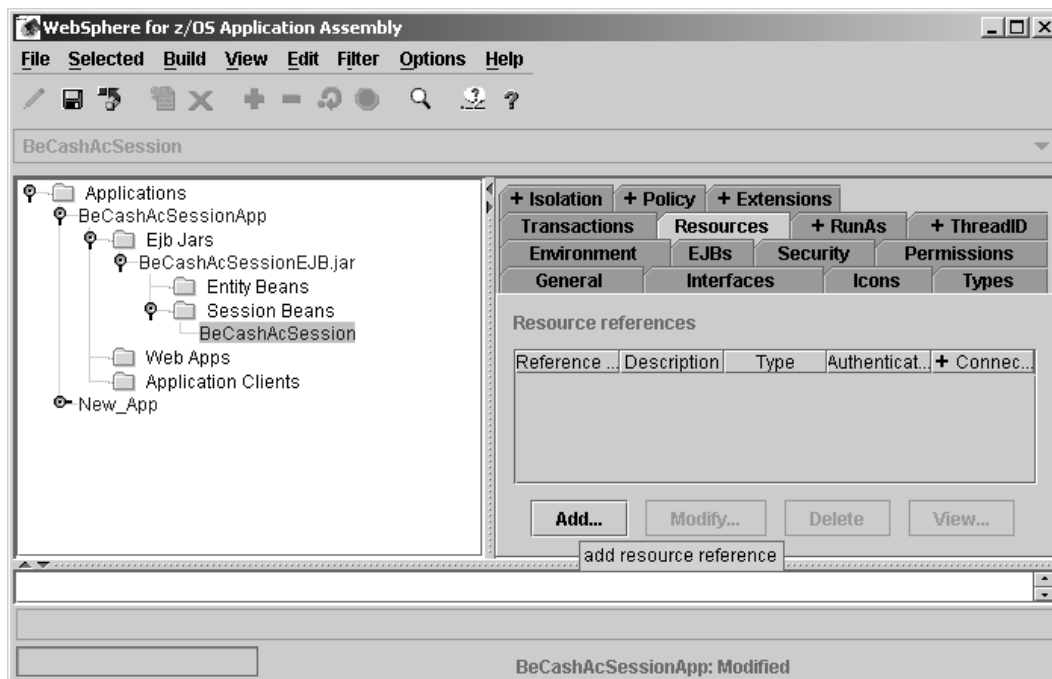 WebSphere for z/OS Application Assembly
File Selected Build View Edit Filter Options Help
BeCashAcSession
Applications
BeCashAcSessionApp
Ejb Jars
BeCashAcSessionEJB.jar
Entity Beans
Session Beans
BeCashAcSession
Web Apps
Application Clients
New_App
+ Isolation + Policy + Extensions
Transactions Resources + RunAs + ThreadID
Environment EJBs Security Permissions
General Interfaces Icons Types
Resource references
Reference ... Description Type Authenticat... + Connec...
Add... Modify... Delete View...
add resource reference
BeCashAcSessionApp: Modified